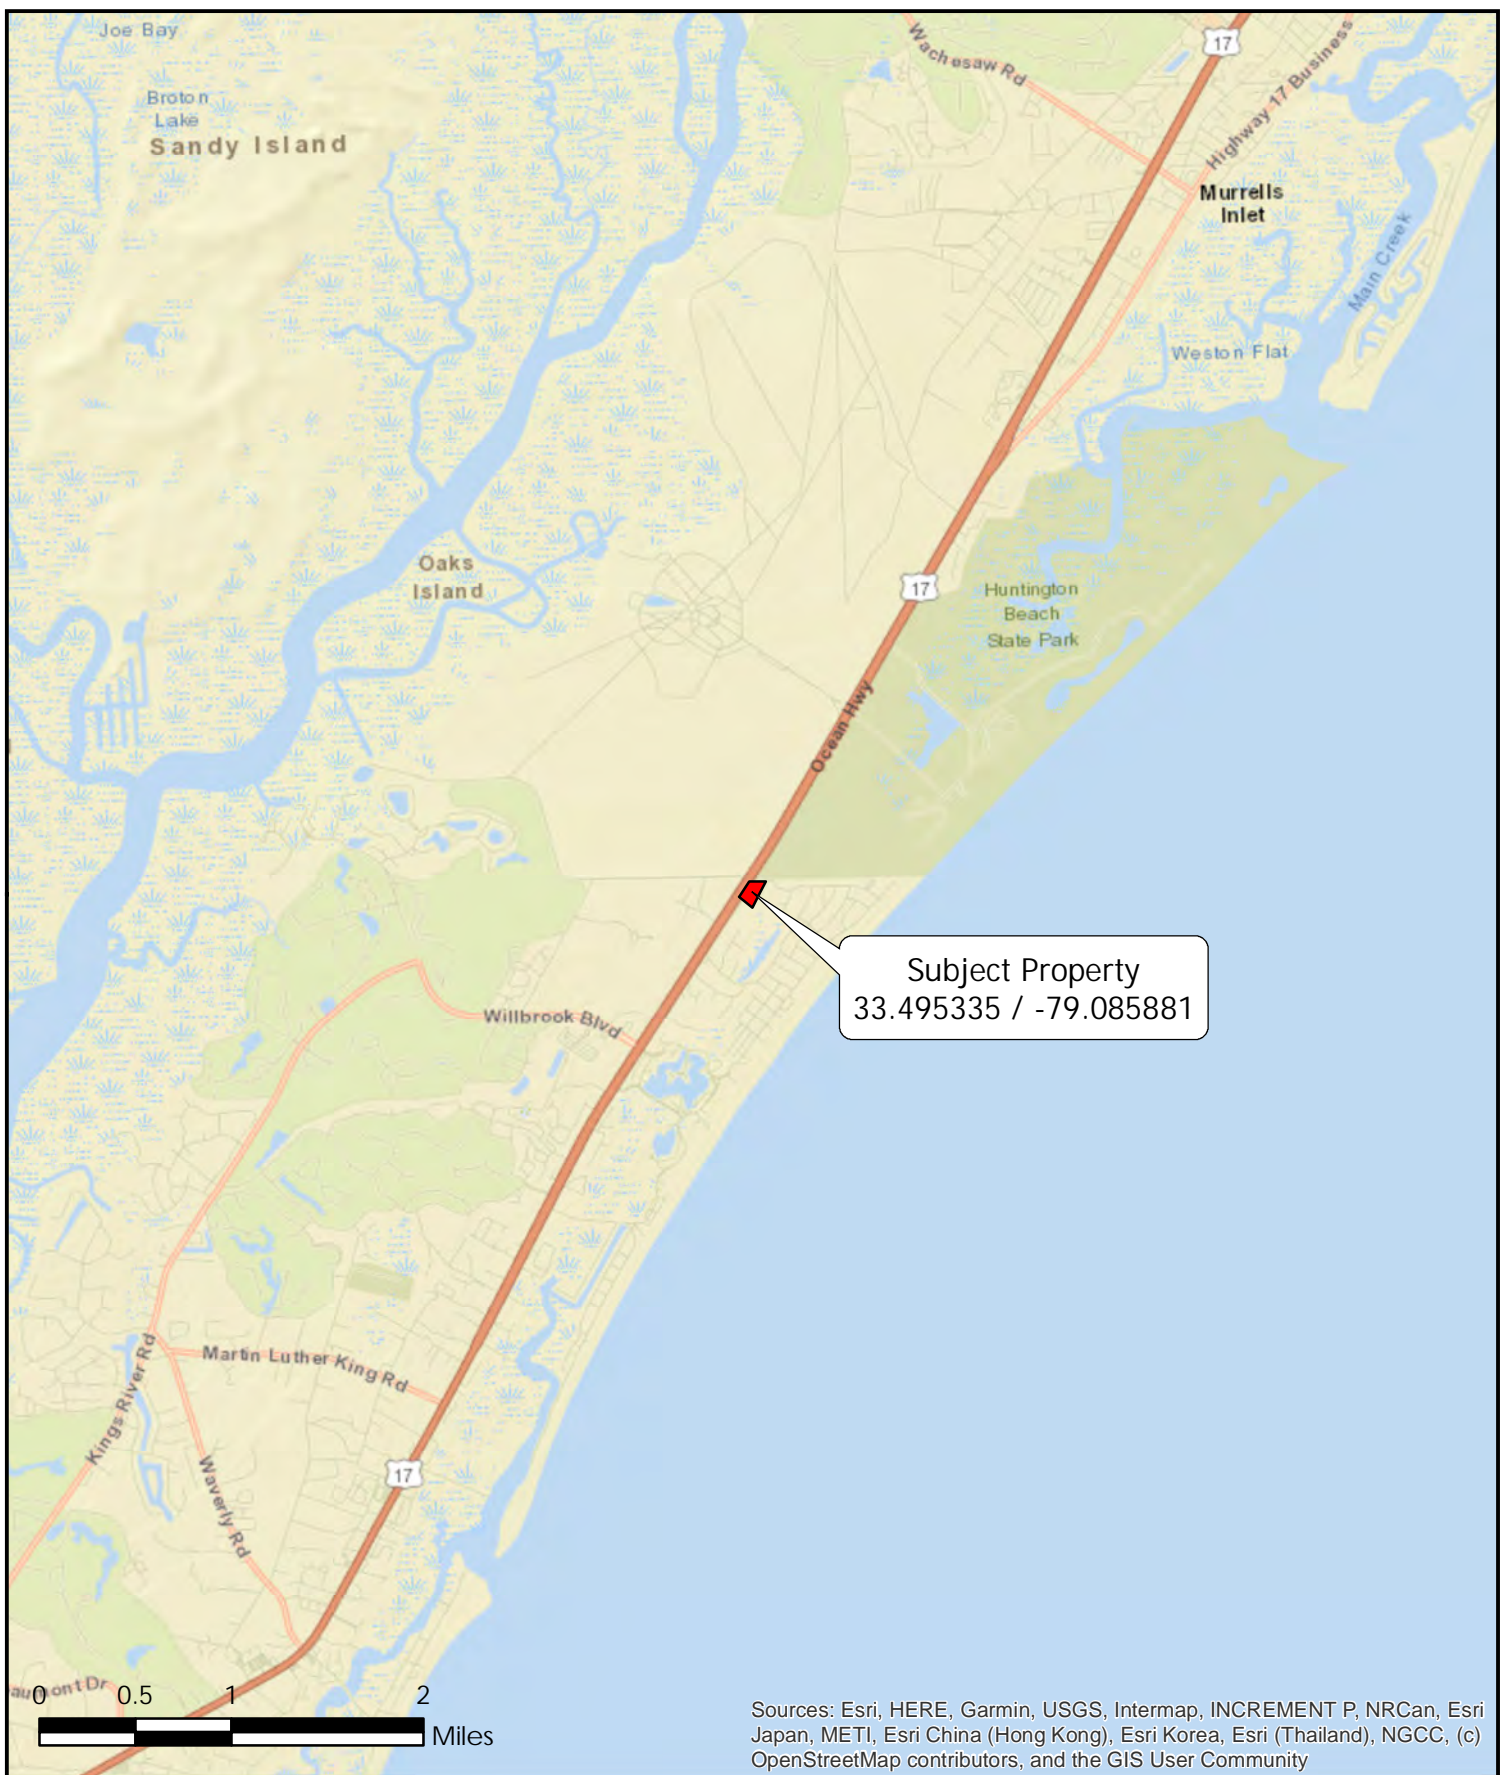 Joe Bay
Broton
Lake
Sandy Island
Wachesaw Rd
17
Highway 17 Business
Murrells
Inlet
Main Creek
Weston Flat
Oaks
Island
17
Huntington
Beach
State Park
Ocean Hwy
Subject Property
33.495335 / -79.085881
Willbrook Blvd
Martin Luther King Rd
Kings River Rd
Waverly Rd
17
aumont Dr
0 0.5 1 2
Miles
Sources: Esri, HERE, Garmin, USGS, Intermap, INCREMENT P, NRCan, Esri
Japan, METI, Esri China (Hong Kong), Esri Korea, Esri (Thailand), NGCC, (c)
OpenStreetMap contributors, and the GIS User Community